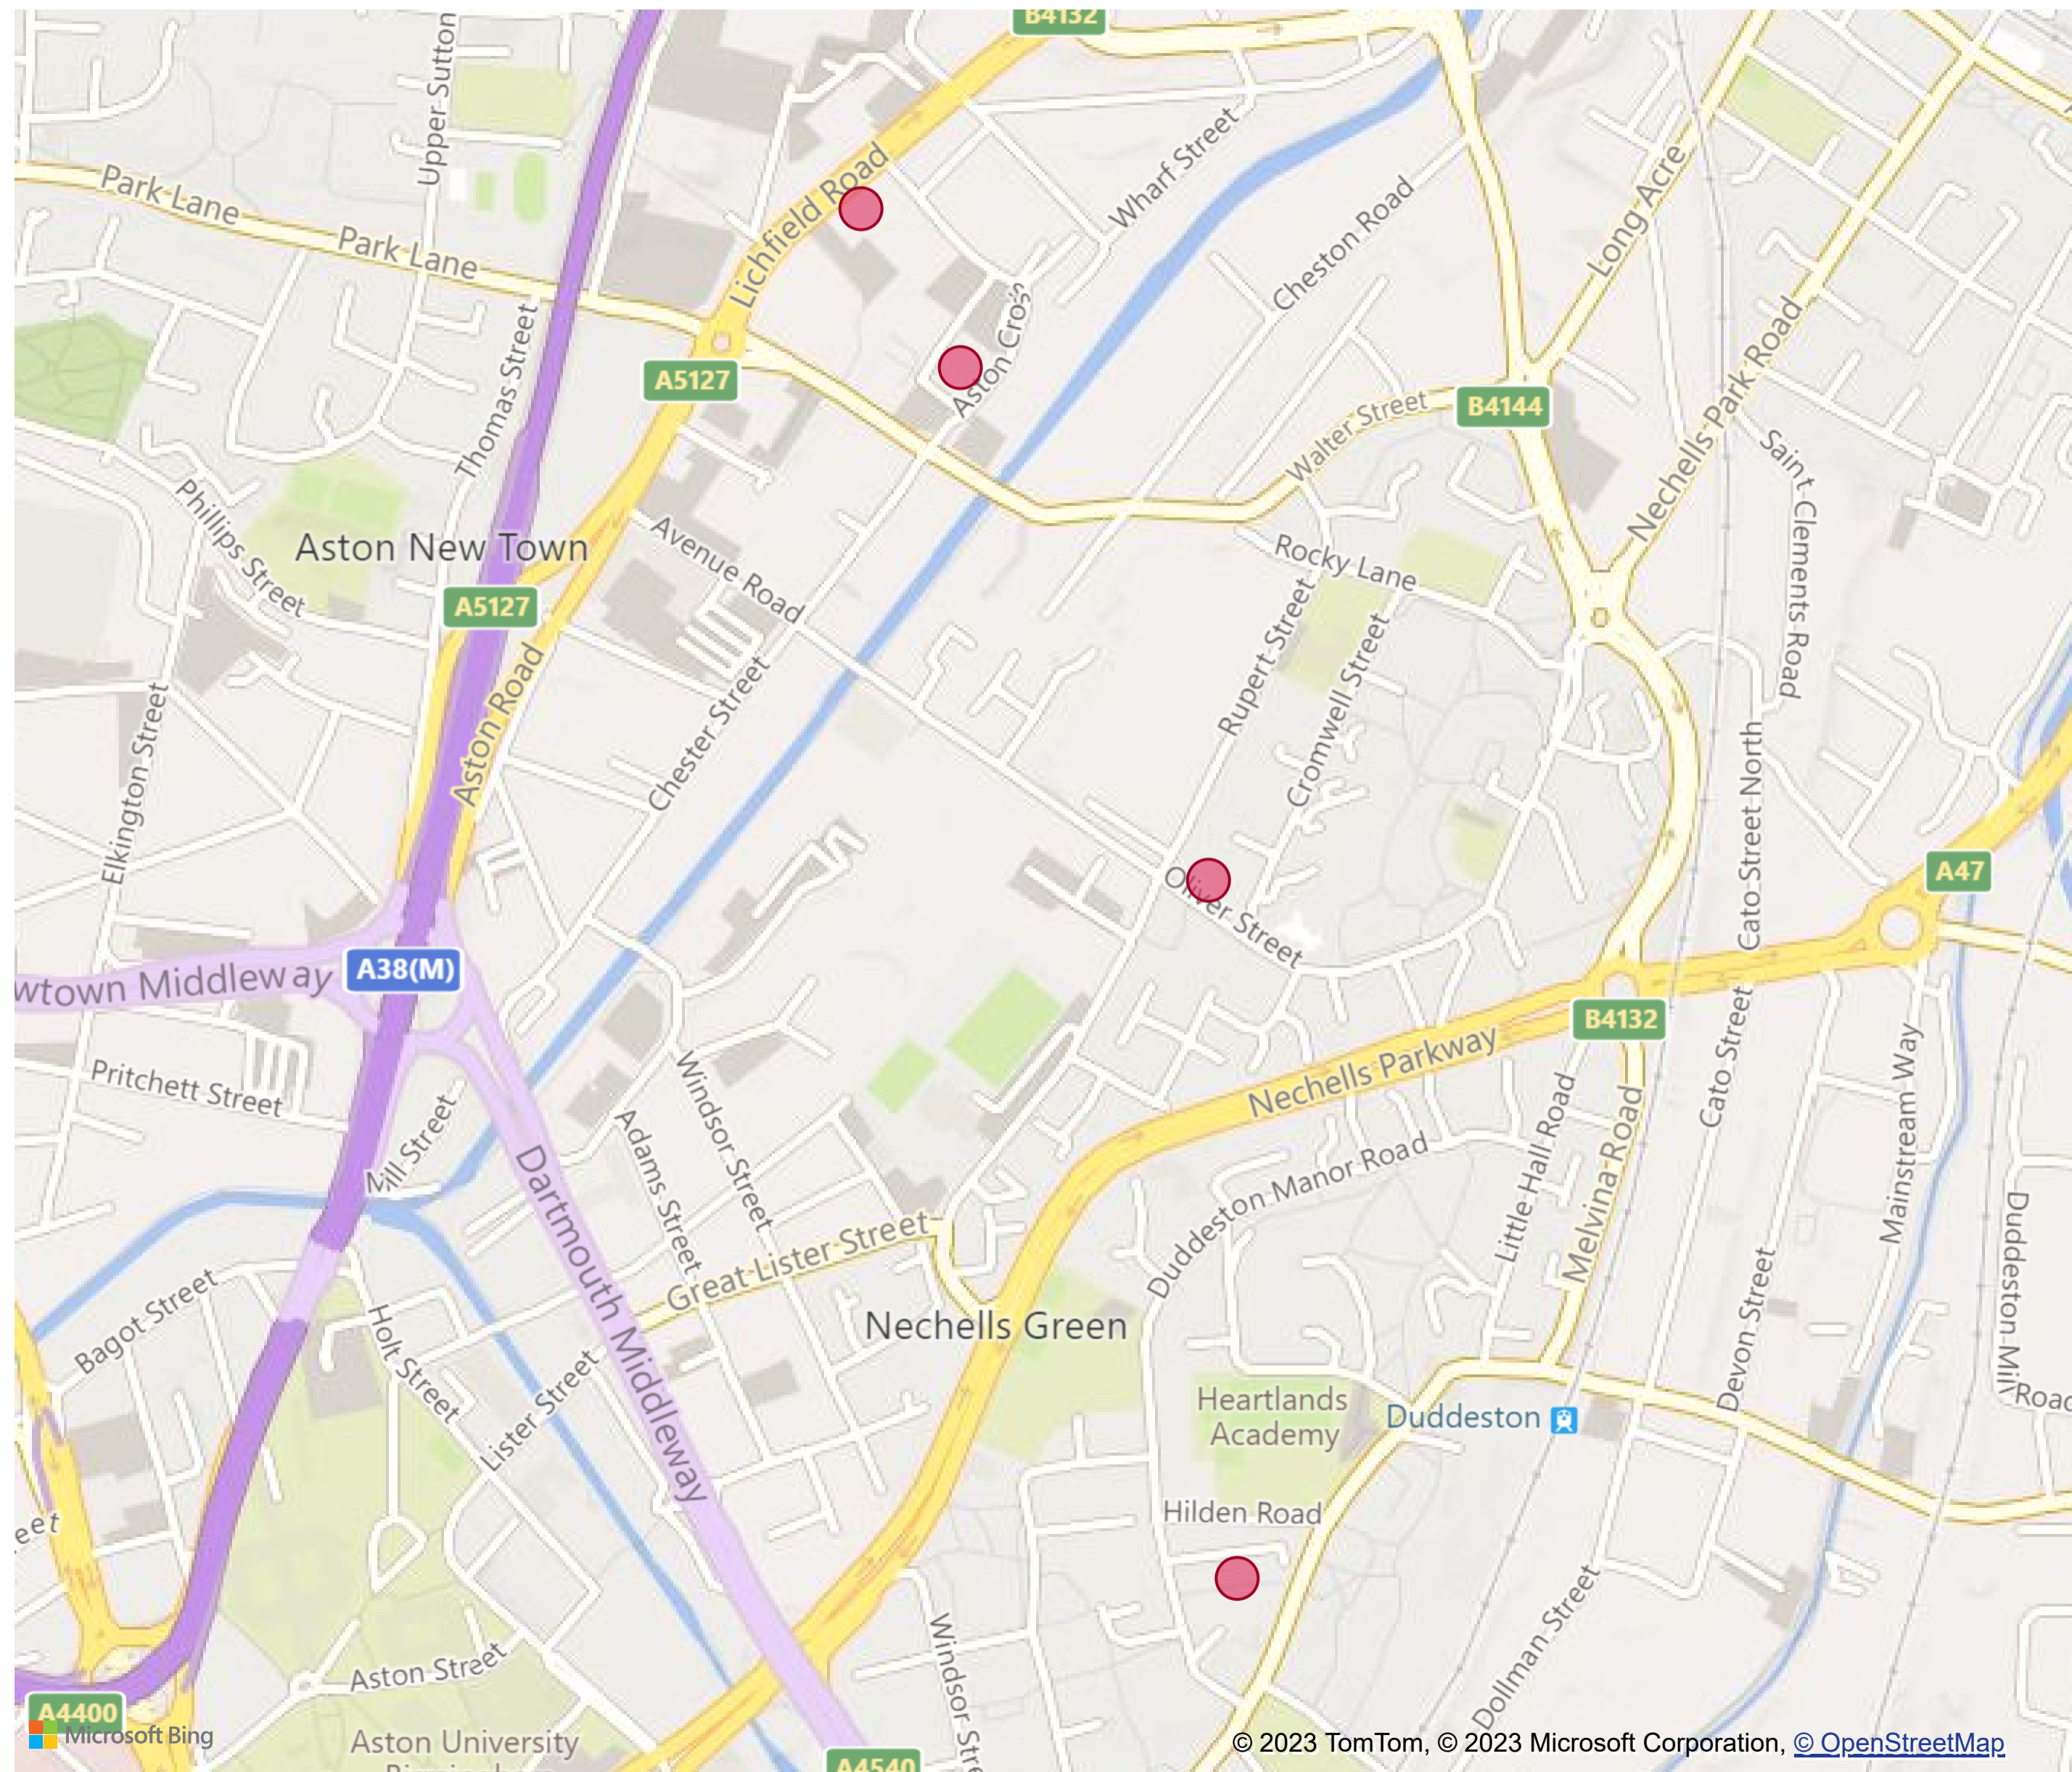 B4132
Upper Sutton
Park Lane
Park Lane
Lichfield Road
Wharf Street
Cheston Road
Long Acre
Thomas Street
A5127
Aston Cross
Walter Street
B4144
Nechells Park Road
Saint Clements Road
Phillips Street
Aston New Town
Avenue Road
Rocky Lane
A5127
Rupert Street
Cromwell Street
Aston Road
Chester Street
Elkington Street
Cato Street North
Oliver Street
A47
wtown Middleway
A38(M)
B4132
Nechells Parkway
Cato Street
Mainstream Way
Pritchett Street
Mill Street
Windsor Street
Adams Street
Dartmouth Middleway
Duddeston Manor Road
Little Hall Road
Melvina Road
Duddeston Mill Road
Great Lister Street
Bagot Street
Holt Street
Nechells Green
Devon Street
Lister Street
Heartlands
Academy
Duddeston
Hilden Road
eet
Dollman Street
Windsor Stre
Aston Street
A4400
Microsoft Bing
Aston University
A4540
© 2023 TomTom, © 2023 Microsoft Corporation, © OpenStreetMap